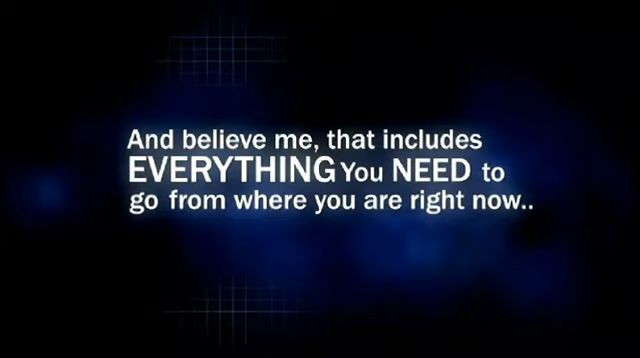 And believe me, that includes
EVERYTHING You NEED to
go from where you are right now..